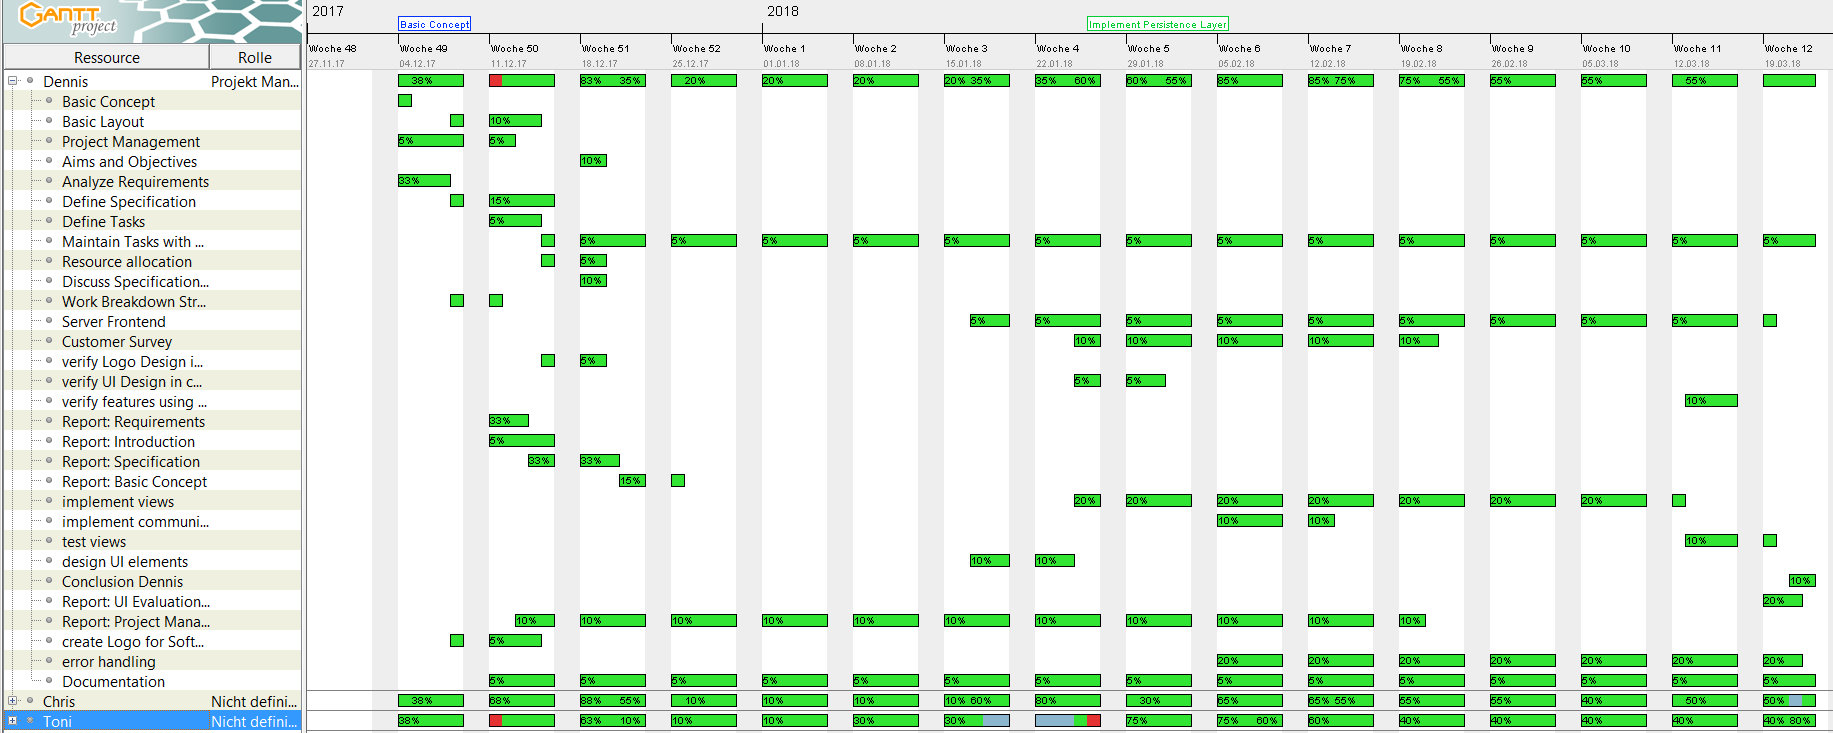 GANTT
project
2017
2018
Basic Concept
Implement Persistence Layer
Ressource
Rolle
Woche 48
Woche 49
Woche 50
Woche 51
Woche 52
Woche 1
Woche 2
Woche 3
Woche 4
Woche 5
Woche 6
Woche 7
Woche 8
Woche 9
Woche 10
Woche 11
Woche 12
27.11.17
04.12.17
11.12.17
18.12.17
25.12.17
01.01.18
08.01.18
15.01.18
22.01.18
29.01.18
05.02.18
12.02.18
19.02.18
26.02.18
05.03.18
12.03.18
19.03.18
Dennis Projekt Man... 38% 83% 35% 20% 20% 20% 20% 35% 35% 60% 60% 55% 85% 85% 75% 75% 55% 55% 55% 55%
Basic Concept
Basic Layout 10%
Project Management 5% 5%
Aims and Objectives 10%
Analyze Requirements 33%
Define Specification 15%
Define Tasks 5%
Maintain Tasks with ... 5% 5% 5% 5% 5% 5% 5% 5% 5% 5% 5% 5% 5% 5%
Resource allocation 5%
Discuss Specification... 10%
Work Breakdown Str...
Server Frontend 5% 5% 5% 5% 5% 5% 5% 5% 5%
Customer Survey 10% 10% 10% 10% 10%
verify Logo Design i... 5%
verify UI Design in c... 5% 5%
verify features using ... 10%
Report: Requirements 33%
Report: Introduction 5%
Report: Specification 33% 33%
Report: Basic Concept 15%
implement views 20% 20% 20% 20% 20% 20% 20%
implement communi... 10% 10%
test views 10%
design UI elements 10% 10%
Conclusion Dennis 10%
Report: UI Evaluation... 20%
Report: Project Mana... 10% 10% 10% 10% 10% 10% 10% 10% 10% 10% 10%
create Logo for Soft... 5%
error handling 20% 20% 20% 20% 20% 20% 20%
Documentation 5% 5% 5% 5% 5% 5% 5% 5% 5% 5% 5% 5% 5% 5% 5%
Chris Nicht defini... 38% 68% 88% 55% 10% 10% 10% 10% 60% 80% 30% 65% 65% 55% 55% 55% 40% 50% 50%
Toni Nicht defini... 38% 63% 10% 10% 10% 30% 30% 75% 75% 60% 60% 40% 40% 40% 40% 40% 80%